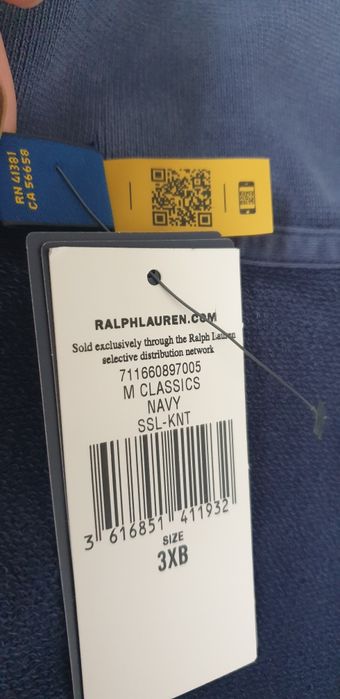 RN 41381
CA 56658
RALPHLAUREN.COM
Sold exclusively through the Ralph Lauren
selective distribution network
711660897005
M CLASSICS
NAVY
SSL-KNT
3 616851 411932
SIZE
3XB